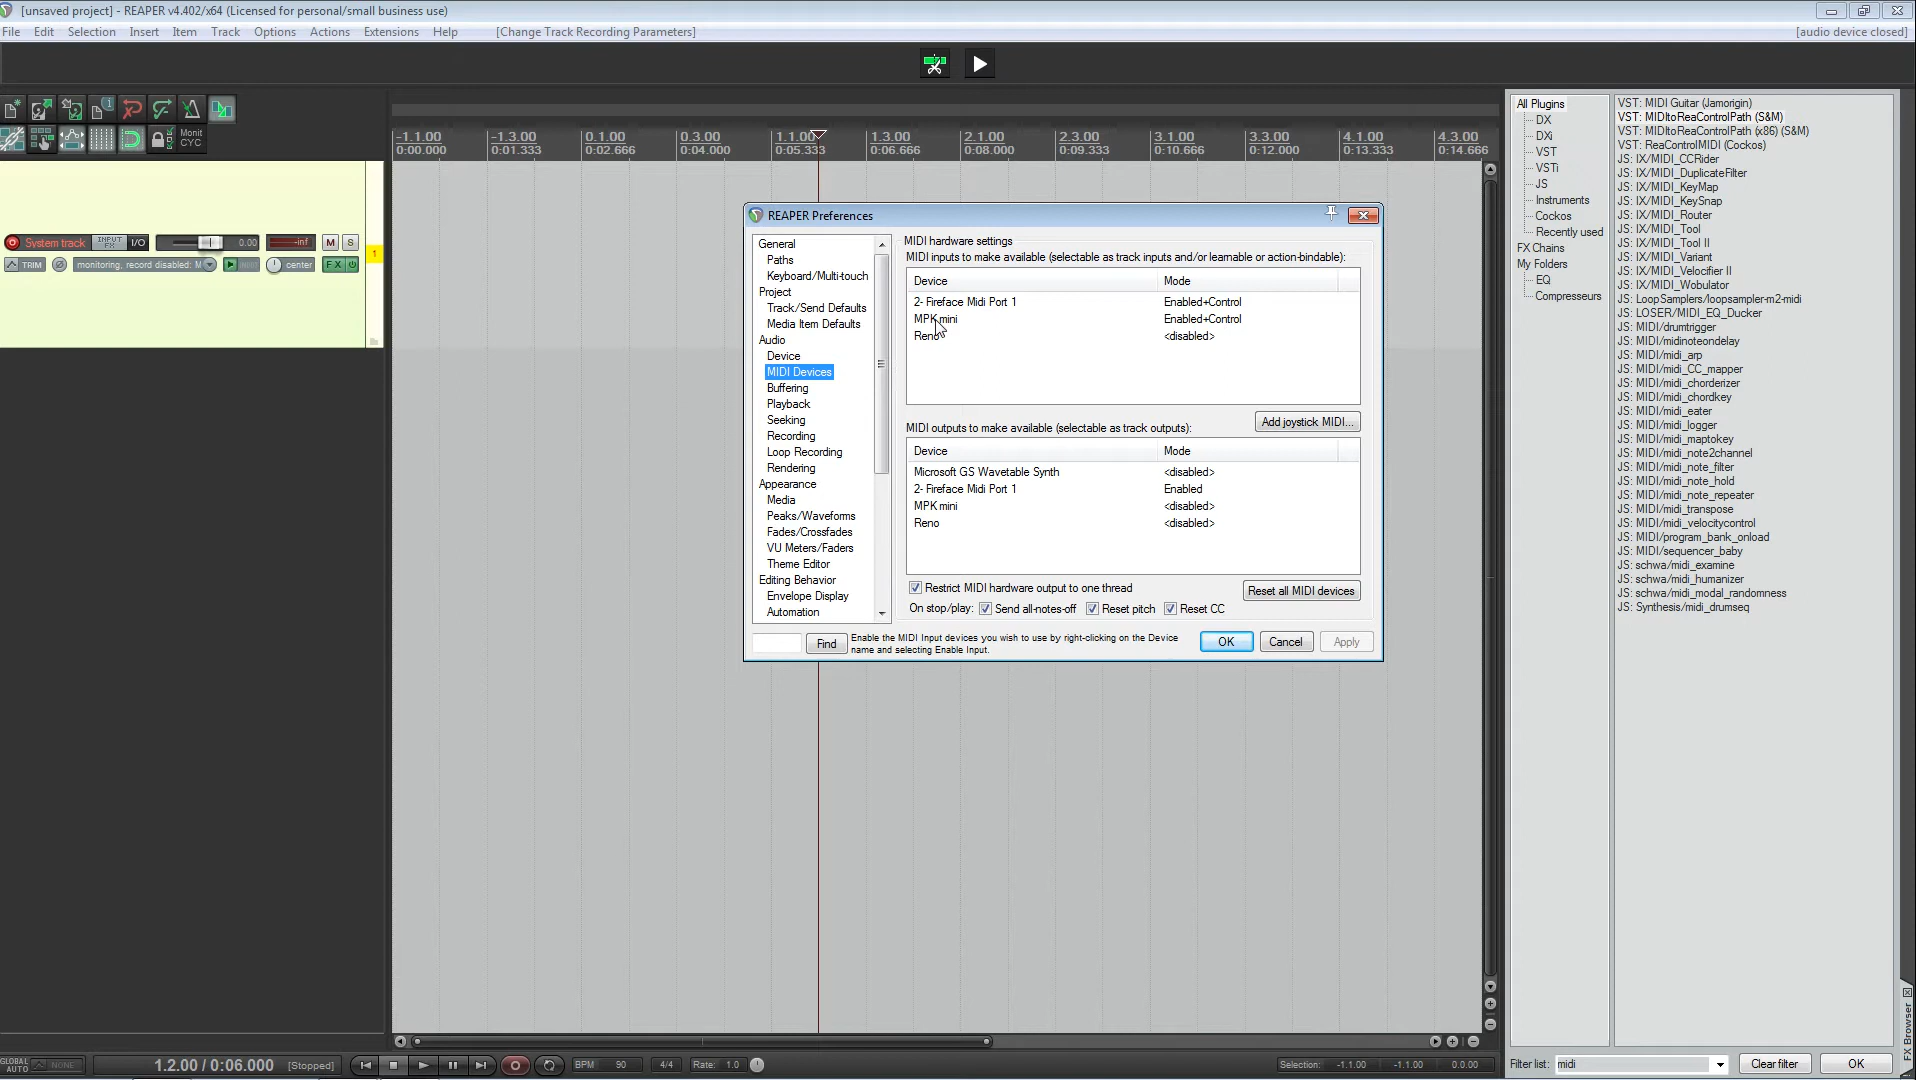 [unsaved project] - REAPER v4.402/x64 (Licensed for personal/small business use)
File Edit Selection Insert Item Track Options Actions Extensions Help [Change Track Recording Parameters]
[audio device closed]
Monit
CYC
-1.1.00 -1.3.00 0.1.00 0.3.00 1.1.00 1.3.00 2.1.00 2.3.00 3.1.00 3.3.00 4.1.00 4.3.00
0:00.000 0:01.333 0:02.666 0:04.000 0:05.333 0:06.666 0:08.000 0:09.333 0:10.666 0:12.000 0:13.333 0:14.666
System track INPUT FX I/O 0.00 -inf M S
TRIM monitoring, record disabled: M center FX
1
REAPER Preferences
General
Paths
Keyboard/Multi-touch
Project
Track/Send Defaults
Media Item Defaults
Audio
Device
MIDI Devices
Buffering
Playback
Seeking
Recording
Loop Recording
Rendering
Appearance
Media
Peaks/Waveforms
Fades/Crossfades
VU Meters/Faders
Theme Editor
Editing Behavior
Envelope Display
Automation
MIDI hardware settings
MIDI inputs to make available (selectable as track inputs and/or learnable or action-bindable):
Device Mode
2- Fireface Midi Port 1 Enabled+Control
MPK mini Enabled+Control
Reno <disabled>
Add joystick MIDI...
MIDI outputs to make available (selectable as track outputs):
Device Mode
Microsoft GS Wavetable Synth <disabled>
2- Fireface Midi Port 1 Enabled
MPK mini <disabled>
Reno <disabled>
Restrict MIDI hardware output to one thread
Reset all MIDI devices
On stop/play: Send all-notes-off Reset pitch Reset CC
Find
Enable the MIDI Input devices you wish to use by right-clicking on the Device
name and selecting Enable Input.
OK Cancel Apply
All Plugins
DX
DXi
VST
VSTi
JS
Instruments
Cockos
Recently used
FX Chains
My Folders
EQ
Compresseurs
VST: MIDI Guitar (Jamorigin)
VST: MIDItoReaControlPath (S&M)
VST: MIDItoReaControlPath (x86) (S&M)
VST: ReaControlMIDI (Cockos)
JS: IX/MIDI_CCRider
JS: IX/MIDI_DuplicateFilter
JS: IX/MIDI_KeyMap
JS: IX/MIDI_KeySnap
JS: IX/MIDI_Router
JS: IX/MIDI_Tool
JS: IX/MIDI_Tool II
JS: IX/MIDI_Variant
JS: IX/MIDI_Velocifier II
JS: IX/MIDI_Wobulator
JS: LoopSamplers/loopsampler-m2-midi
JS: LOSER/MIDI_EQ_Ducker
JS: MIDI/drumtrigger
JS: MIDI/midinoteondelay
JS: MIDI/midi_arp
JS: MIDI/midi_CC_mapper
JS: MIDI/midi_chorderizer
JS: MIDI/midi_chordkey
JS: MIDI/midi_eater
JS: MIDI/midi_logger
JS: MIDI/midi_maptokey
JS: MIDI/midi_note2channel
JS: MIDI/midi_note_filter
JS: MIDI/midi_note_hold
JS: MIDI/midi_note_repeater
JS: MIDI/midi_transpose
JS: MIDI/midi_velocitycontrol
JS: MIDI/program_bank_onload
JS: MIDI/sequencer_baby
JS: schwa/midi_examine
JS: schwa/midi_humanizer
JS: schwa/midi_modal_randomness
JS: Synthesis/midi_drumseq
FX Browser
Filter list: midi Clear filter OK
GLOBAL
AUTO NONE
1.2.00 / 0:06.000 [Stopped] BPM 90 4/4 Rate: 1.0
Selection: -1.1.00 -1.1.00 0.0.00